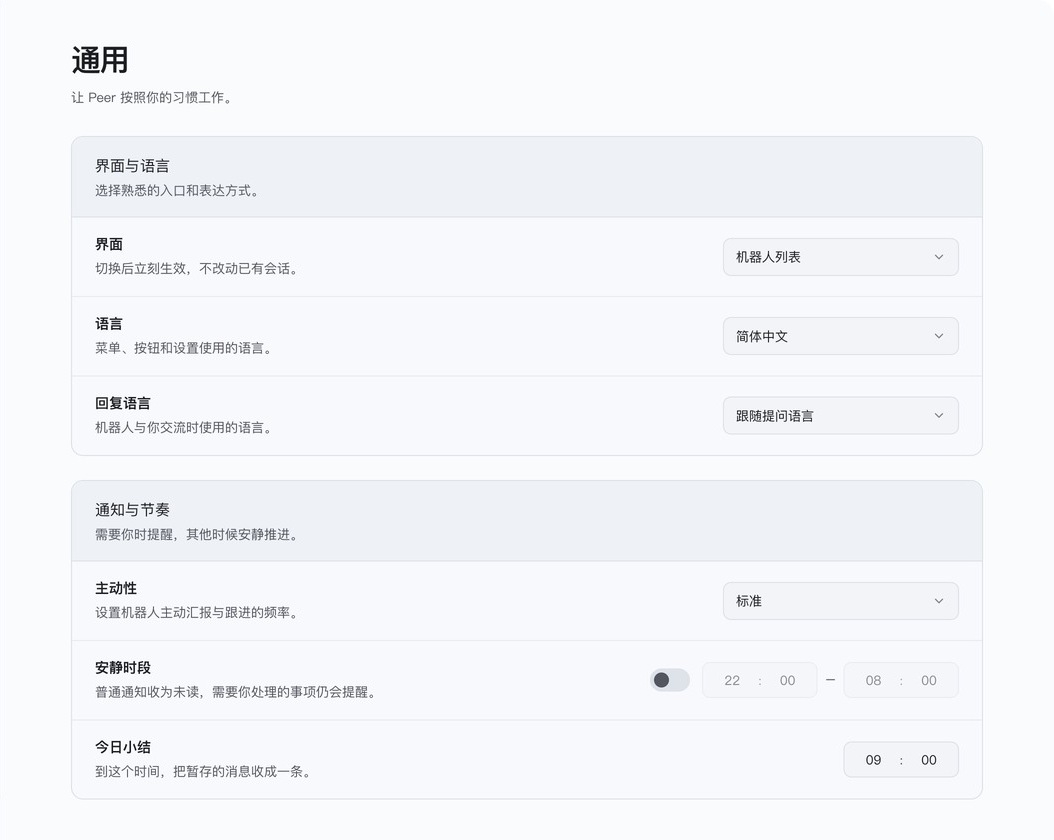 通用
让 Peer 按照你的习惯工作。
界面与语言
选择熟悉的入口和表达方式。
界面
切换后立刻生效，不改动已有会话。
机器人列表
语言
菜单、按钮和设置使用的语言。
简体中文
回复语言
机器人与你交流时使用的语言。
跟随提问语言
通知与节奏
需要你时提醒，其他时候安静推进。
主动性
设置机器人主动汇报与跟进的频率。
标准
安静时段
普通通知收为未读，需要你处理的事项仍会提醒。
22 : 00 – 08 : 00
今日小结
到这个时间，把暂存的消息收成一条。
09 : 00